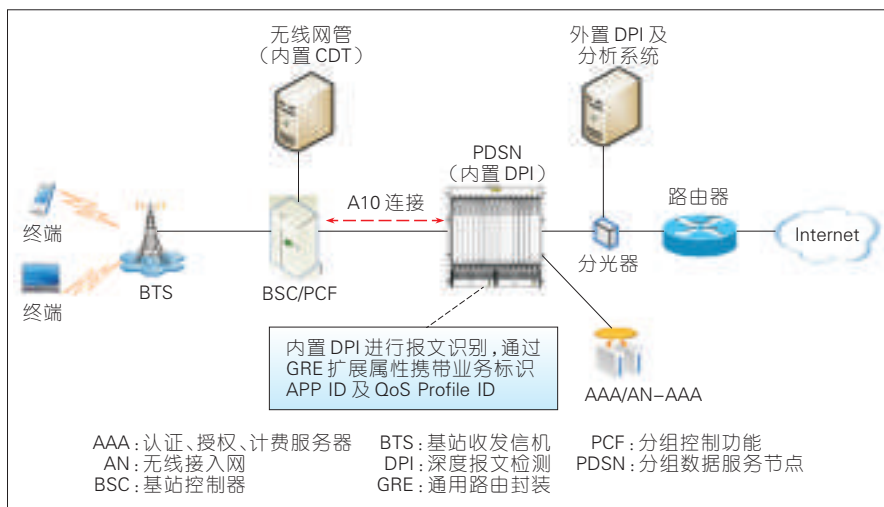 无线网管
（内置 CDT）
外置 DPI 及
分析系统
PDSN
（内置 DPI）
A10 连接
路由器
终端
Internet
分光器
终端
BTS
BSC/PCF
内置 DPI 进行报文识别，通过
GRE 扩展属性携带业务标识
APP ID 及 QoS Profile ID
AAA/AN-AAA
AAA：认证、授权、计费服务器
AN：无线接入网
BSC：基站控制器
BTS：基站收发信机
DPI：深度报文检测
GRE：通用路由封装
PCF：分组控制功能
PDSN：分组数据服务节点